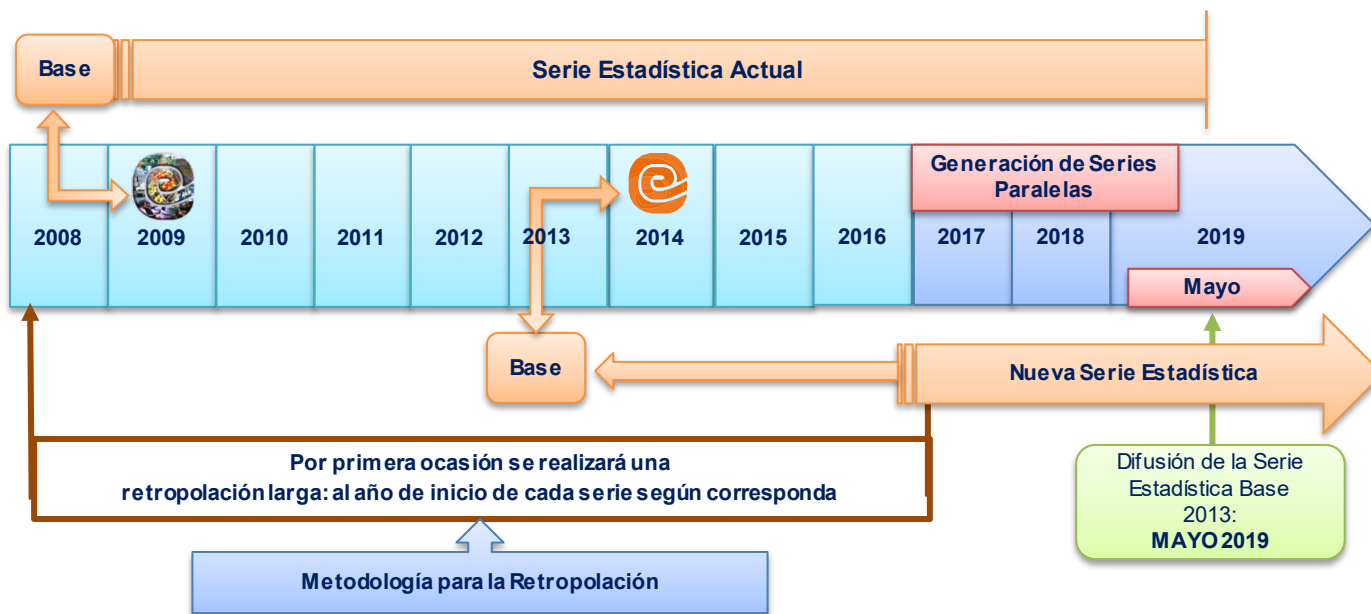 Base
Serie Estadística Actual
Generación de Series
Paralelas
2008
2009
2010
2011
2012
2013
2014
2015
2016
2017
2018
2019
Mayo
Base
Nueva Serie Estadística
Por primera ocasión se realizará una
retropolación larga: al año de inicio de cada serie según corresponda
Difusión de la Serie
Estadística Base
2013:
MAYO 2019
Metodología para la Retropolación